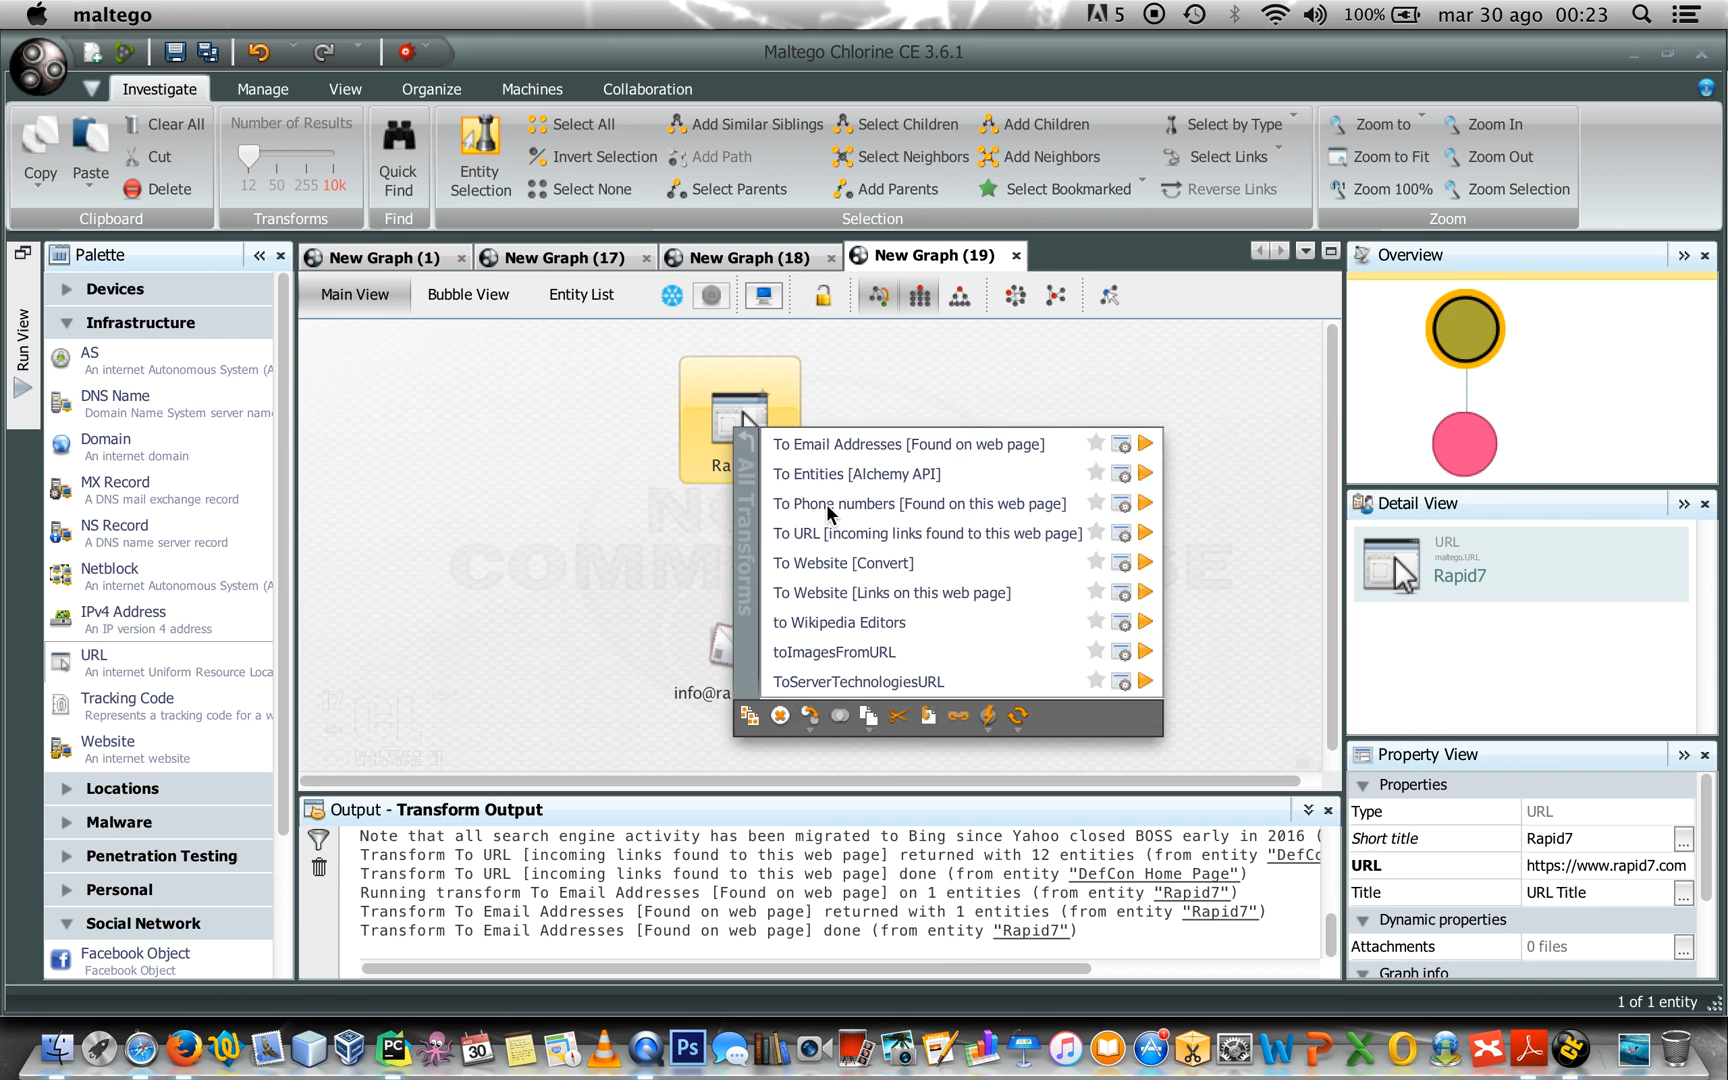 maltego
5
100%
mar 30 ago 00:23
Maltego Chlorine CE 3.6.1
Investigate
Manage
View
Organize
Machines
Collaboration
Copy
Paste
Clear All
Cut
Delete
Clipboard
Number of Results
12 50 255 10k
Transforms
Quick
Find
Find
Entity
Selection
Select All
Invert Selection
Select None
Add Similar Siblings
Add Path
Select Parents
Select Children
Select Neighbors
Add Parents
Add Children
Add Neighbors
Select Bookmarked
Select by Type
Select Links
Reverse Links
Selection
Zoom to
Zoom to Fit
Zoom 100%
Zoom In
Zoom Out
Zoom Selection
Zoom
Run View
Palette
Devices
Infrastructure
AS
An internet Autonomous System (A
DNS Name
Domain Name System server name
Domain
An internet domain
MX Record
A DNS mail exchange record
NS Record
A DNS name server record
Netblock
An internet Autonomous System (A
IPv4 Address
An IP version 4 address
URL
An internet Uniform Resource Loca
Tracking Code
Represents a tracking code for a w
Website
An internet website
Locations
Malware
Penetration Testing
Personal
Social Network
Facebook Object
Facebook Object
New Graph (1)
New Graph (17)
New Graph (18)
New Graph (19)
Main View
Bubble View
Entity List
Ra
info@ra
All Transforms
To Email Addresses [Found on web page]
To Entities [Alchemy API]
To Phone numbers [Found on this web page]
To URL [incoming links found to this web page]
To Website [Convert]
To Website [Links on this web page]
to Wikipedia Editors
toImagesFromURL
ToServerTechnologiesURL
Output - Transform Output
Note that all search engine activity has been migrated to Bing since Yahoo closed BOSS early in 2016 (
Transform To URL [incoming links found to this web page] returned with 12 entities (from entity "DefCo
Transform To URL [incoming links found to this web page] done (from entity "DefCon Home Page")
Running transform To Email Addresses [Found on web page] on 1 entities (from entity "Rapid7")
Transform To Email Addresses [Found on web page] returned with 1 entities (from entity "Rapid7")
Transform To Email Addresses [Found on web page] done (from entity "Rapid7")
Overview
Detail View
URL
maltego.URL
Rapid7
Property View
Properties
Type URL
Short title Rapid7
URL https://www.rapid7.com
Title URL Title
Dynamic properties
Attachments 0 files
Graph info
1 of 1 entity
30
Ps